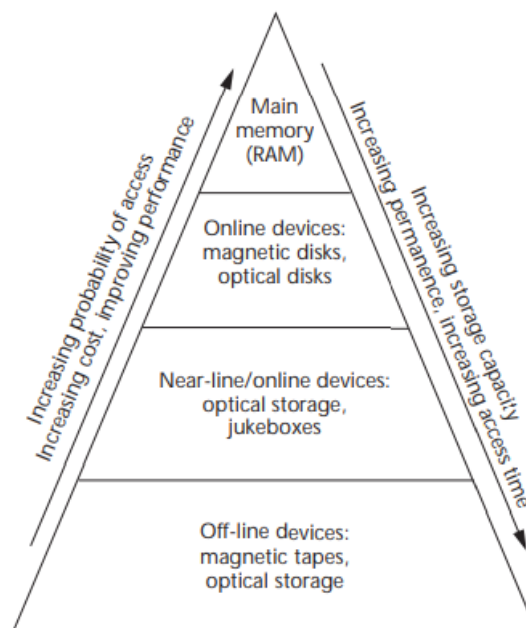 Increasing probability of access
Increasing cost, improving performance
Main
memory
(RAM)
Online devices:
magnetic disks,
optical disks
Near-line/online devices:
optical storage,
jukeboxes
Off-line devices:
magnetic tapes,
optical storage
Increasing storage capacity
Increasing permanence, increasing access time